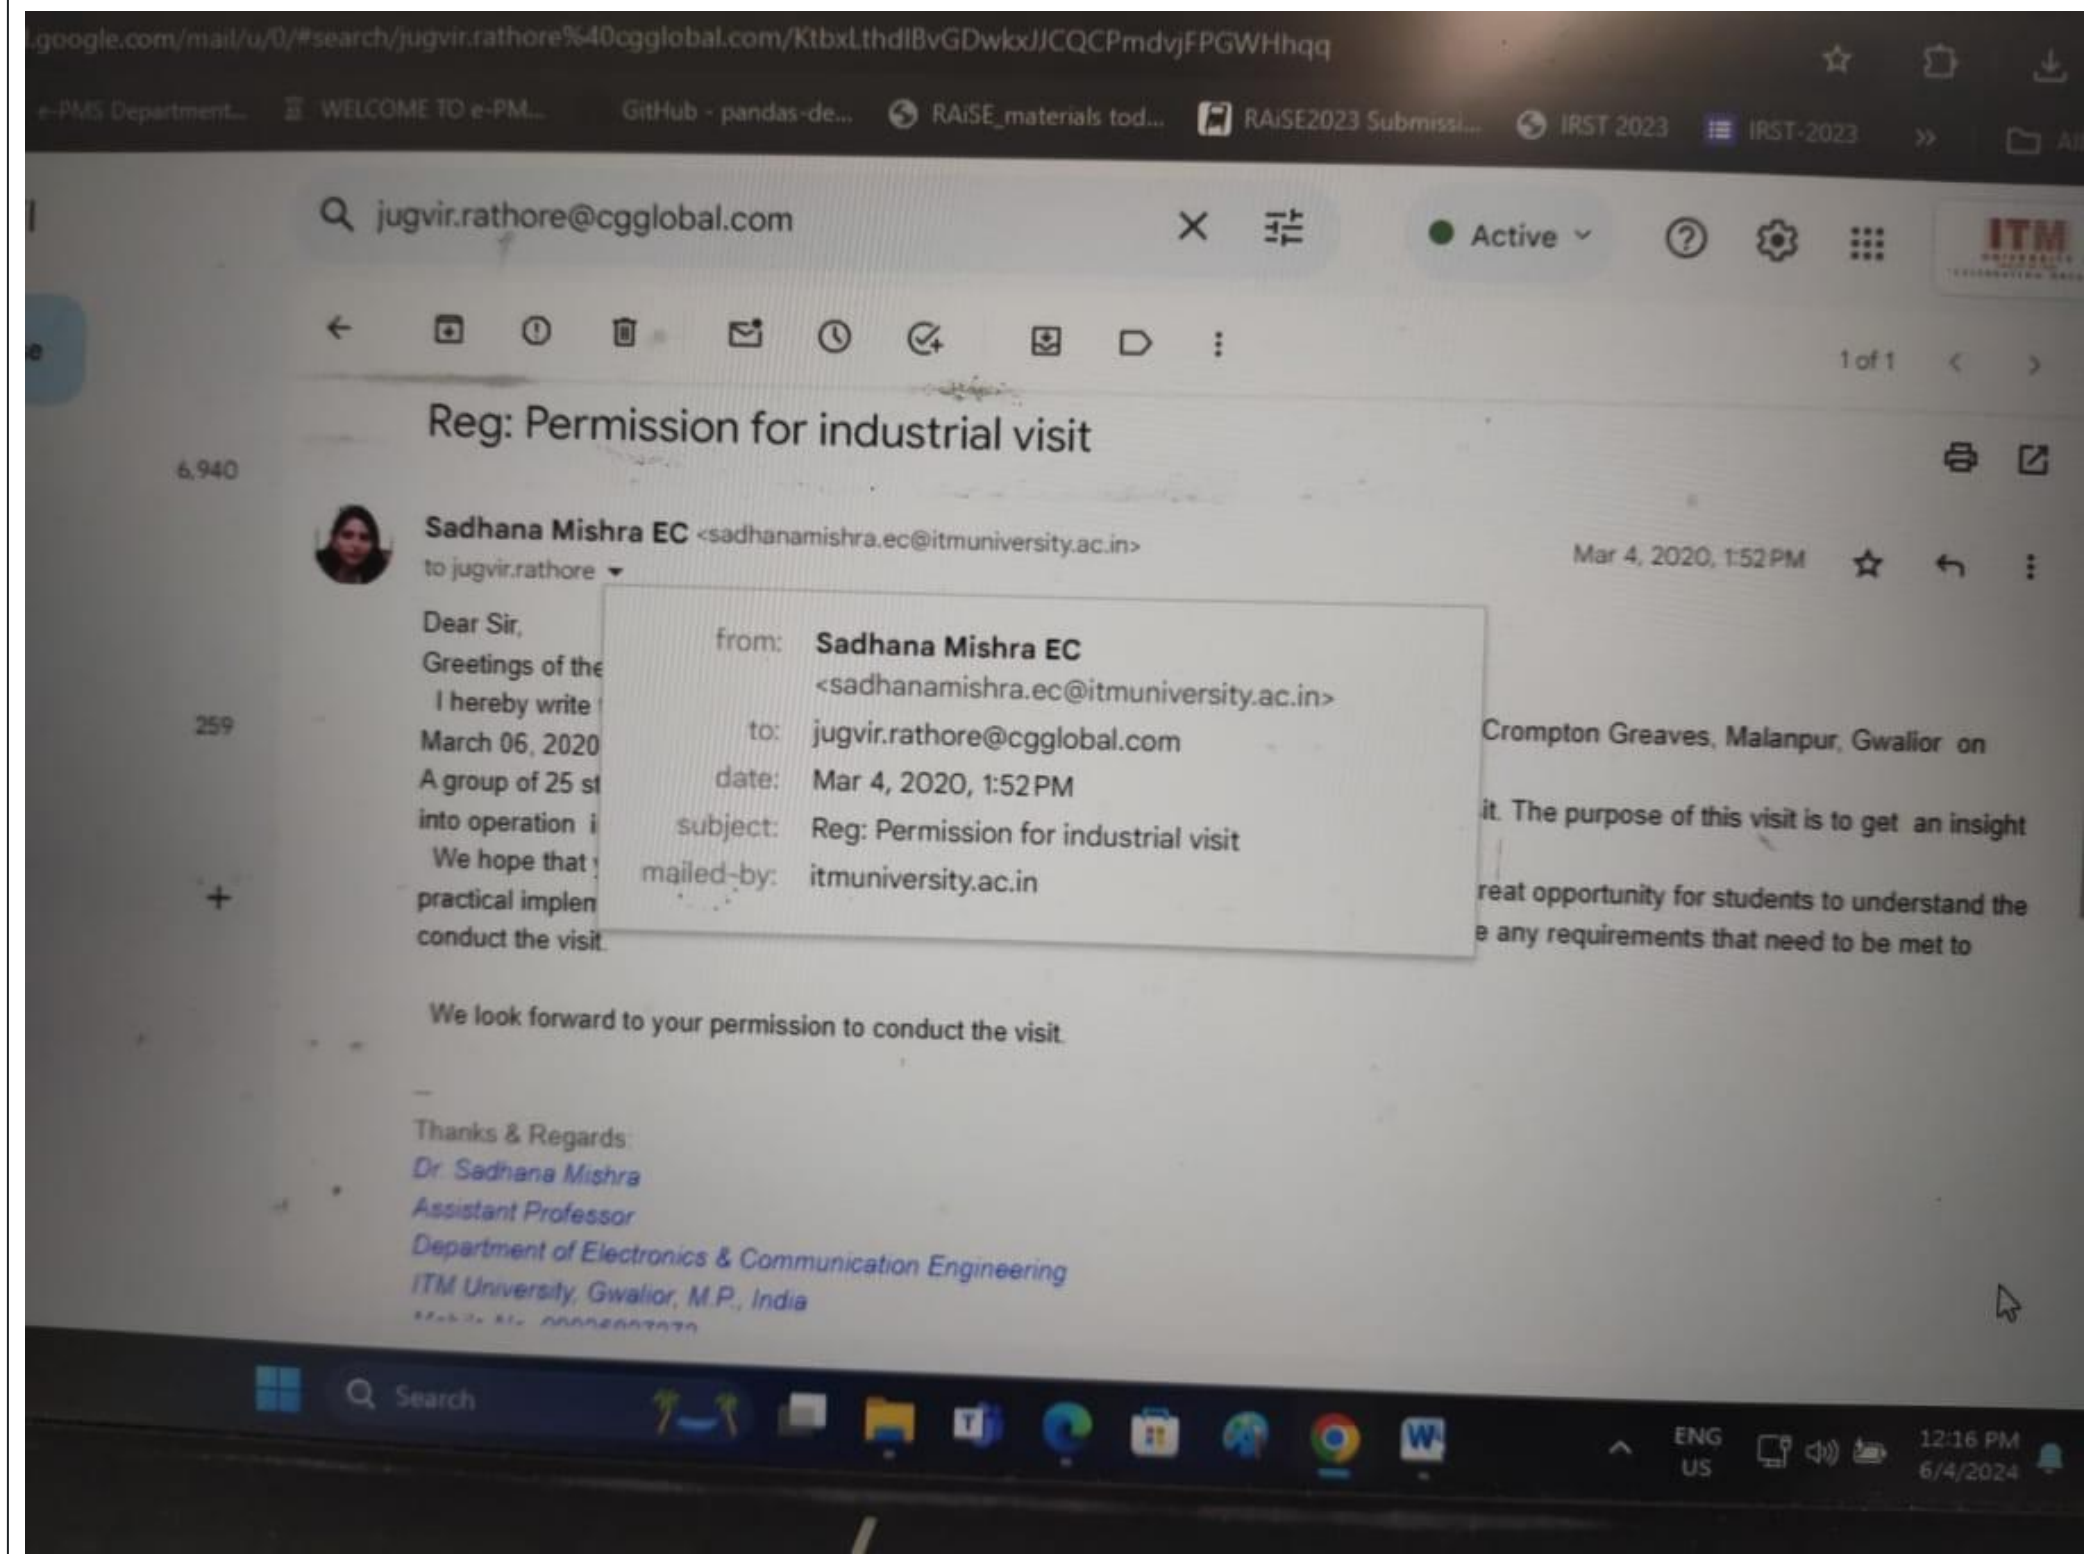 .google.com/mail/u/0/#search/jugvir.rathore%40cgglobal.com/KtbxLthdlBvGDwkxJJCQCPmdvjFPGWHhqq
e-PMS Department... WELCOME TO e-PM... GitHub - pandas-de... RAiSE_materials tod... RAiSE2023 Submissi... IRST 2023 IRST-2023 » All
jugvir.rathore@cgglobal.com Active ITM
UNIVERSITY
1 of 1
Reg: Permission for industrial visit
6,940
Sadhana Mishra EC <sadhanamishra.ec@itmuniversity.ac.in> Mar 4, 2020, 1:52 PM
to jugvir.rathore
Dear Sir,
Greetings of the
I hereby write
Crompton Greaves, Malanpur, Gwalior on
259
March 06, 2020
A group of 25 st
it. The purpose of this visit is to get an insight
into operation i
We hope that
reat opportunity for students to understand the
practical implen
e any requirements that need to be met to
conduct the visit.
from: Sadhana Mishra EC
<sadhanamishra.ec@itmuniversity.ac.in>
to: jugvir.rathore@cgglobal.com
date: Mar 4, 2020, 1:52 PM
subject: Reg: Permission for industrial visit
mailed-by: itmuniversity.ac.in
We look forward to your permission to conduct the visit.
--
Thanks & Regards:
Dr. Sadhana Mishra
Assistant Professor
Department of Electronics & Communication Engineering
ITM University, Gwalior, M.P., India
Search
ENG
US
12:16 PM
6/4/2024